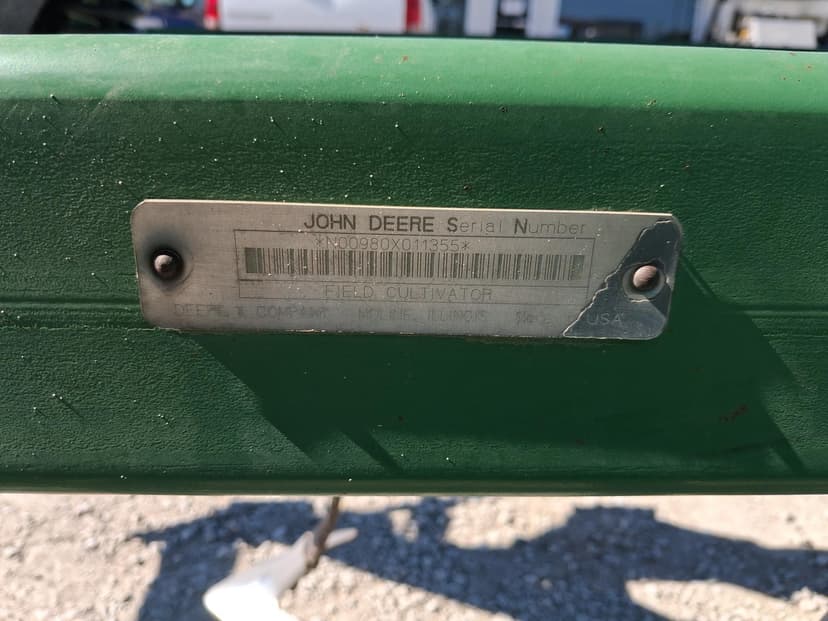 JOHN DEERE Serial Number
*N00980X011355*
FIELD CULTIVATOR
DEERE & COMPANY MOLINE, ILLINOIS USA